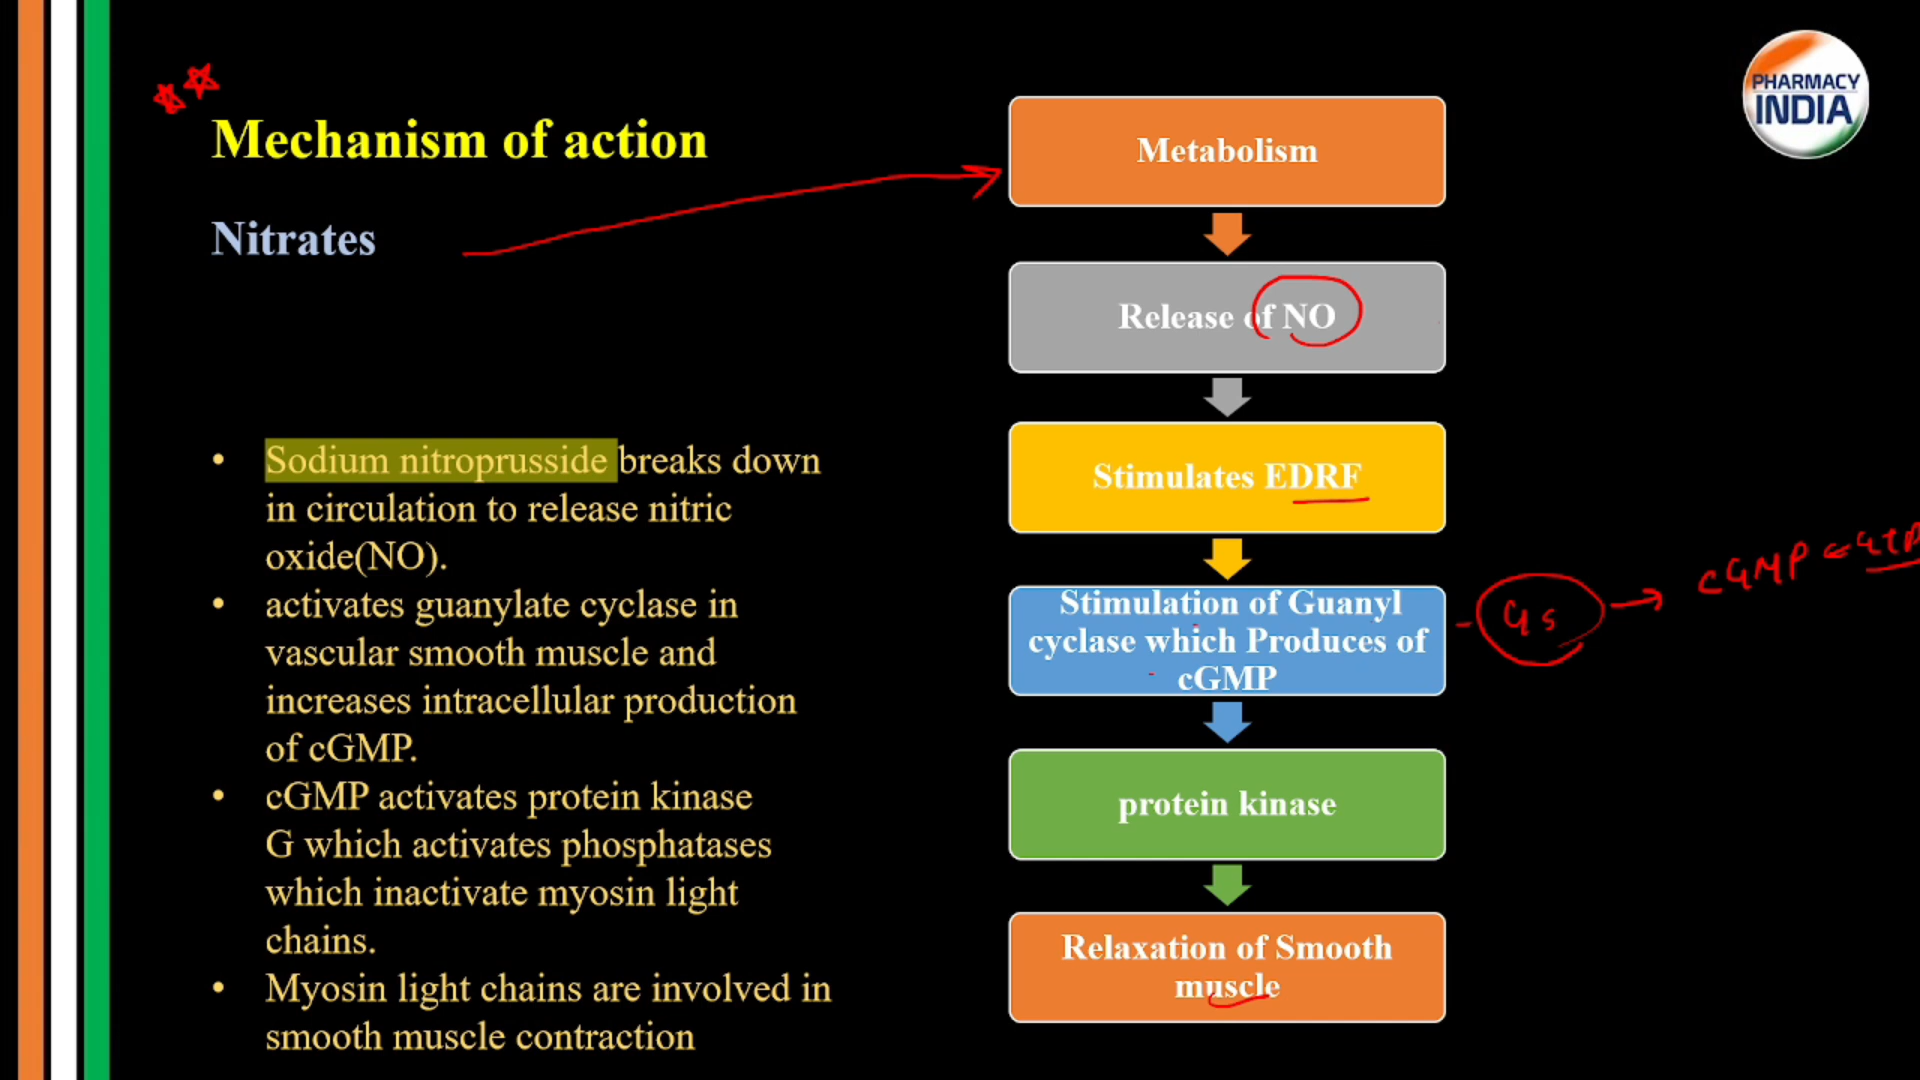 Mechanism of action
Nitrates
• Sodium nitroprusside breaks down
in circulation to release nitric
oxide(NO).
• activates guanylate cyclase in
vascular smooth muscle and
increases intracellular production
of cGMP.
• cGMP activates protein kinase
G which activates phosphatases
which inactivate myosin light
chains.
• Myosin light chains are involved in
smooth muscle contraction
Metabolism
Release of NO
Stimulates EDRF
Stimulation of Guanyl
cyclase which Produces of
cGMP
protein kinase
Relaxation of Smooth
muscle
Gs
cGMP
PHARMACY
INDIA